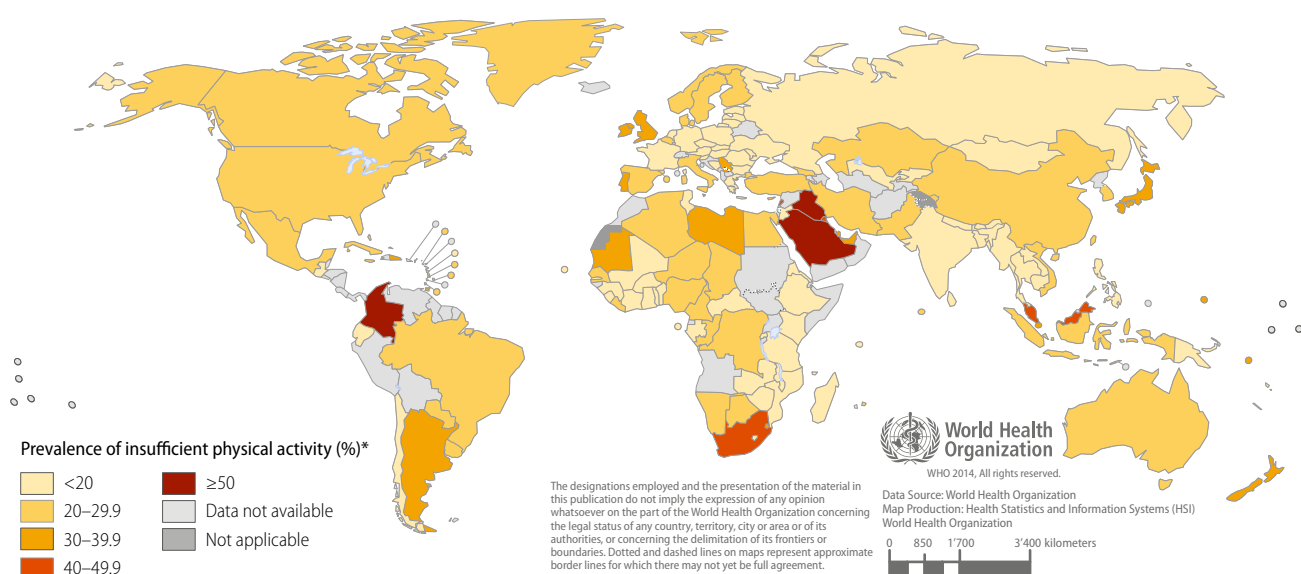 Prevalence of insufficient physical activity (%)*
<20
20–29.9
30–39.9
40–49.9
≥50
Data not available
Not applicable
The designations employed and the presentation of the material in
this publication do not imply the expression of any opinion
whatsoever on the part of the World Health Organization concerning
the legal status of any country, territory, city or area or of its
authorities, or concerning the delimitation of its frontiers or
boundaries. Dotted and dashed lines on maps represent approximate
border lines for which there may not yet be full agreement.
World Health
Organization
WHO 2014, All rights reserved.
Data Source: World Health Organization
Map Production: Health Statistics and Information Systems (HSI)
World Health Organization
0 850 1'700 3'400 kilometers